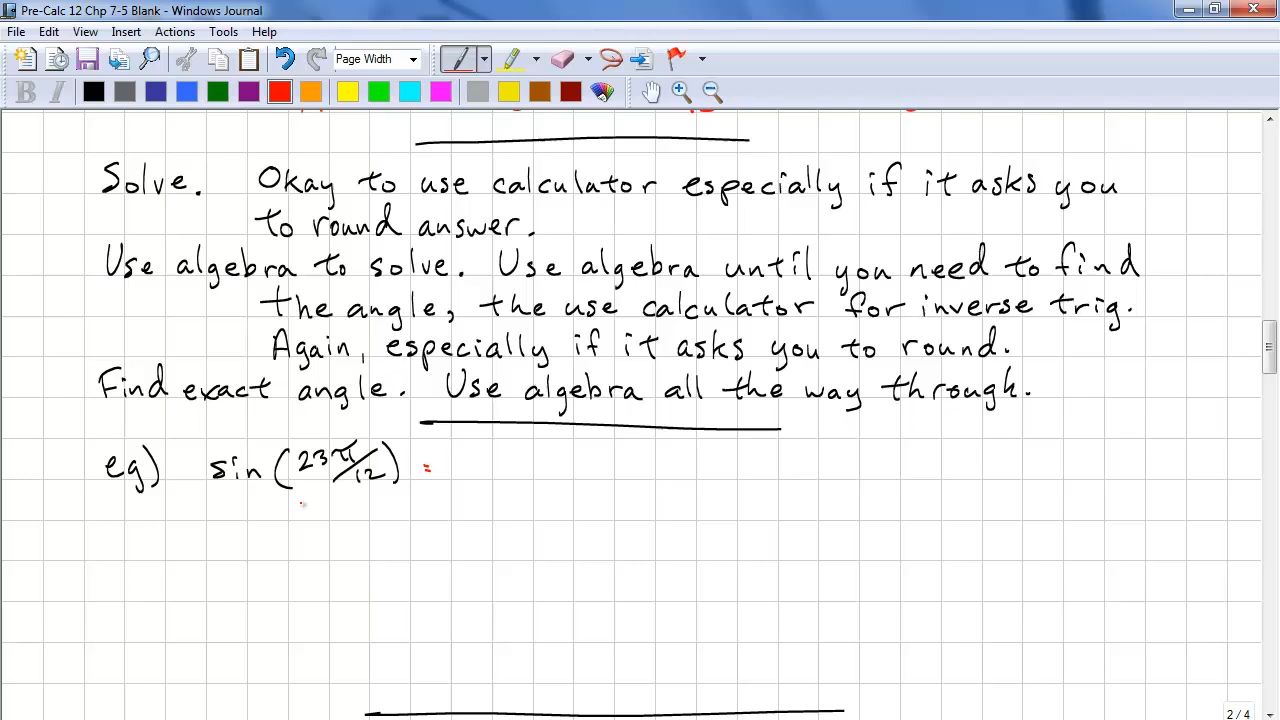 Pre-Calc 12 Chp 7-5 Blank - Windows Journal
File Edit View Insert Actions Tools Help
Page Width
B I
Solve. Okay to use calculator especially if it asks you
to round answer.
Use algebra to solve. Use algebra until you need to find
the angle, the use calculator for inverse trig.
Again, especially if it asks you to round.
Find exact angle. Use algebra all the way through.
eg) sin (23π/12) =
2 / 4